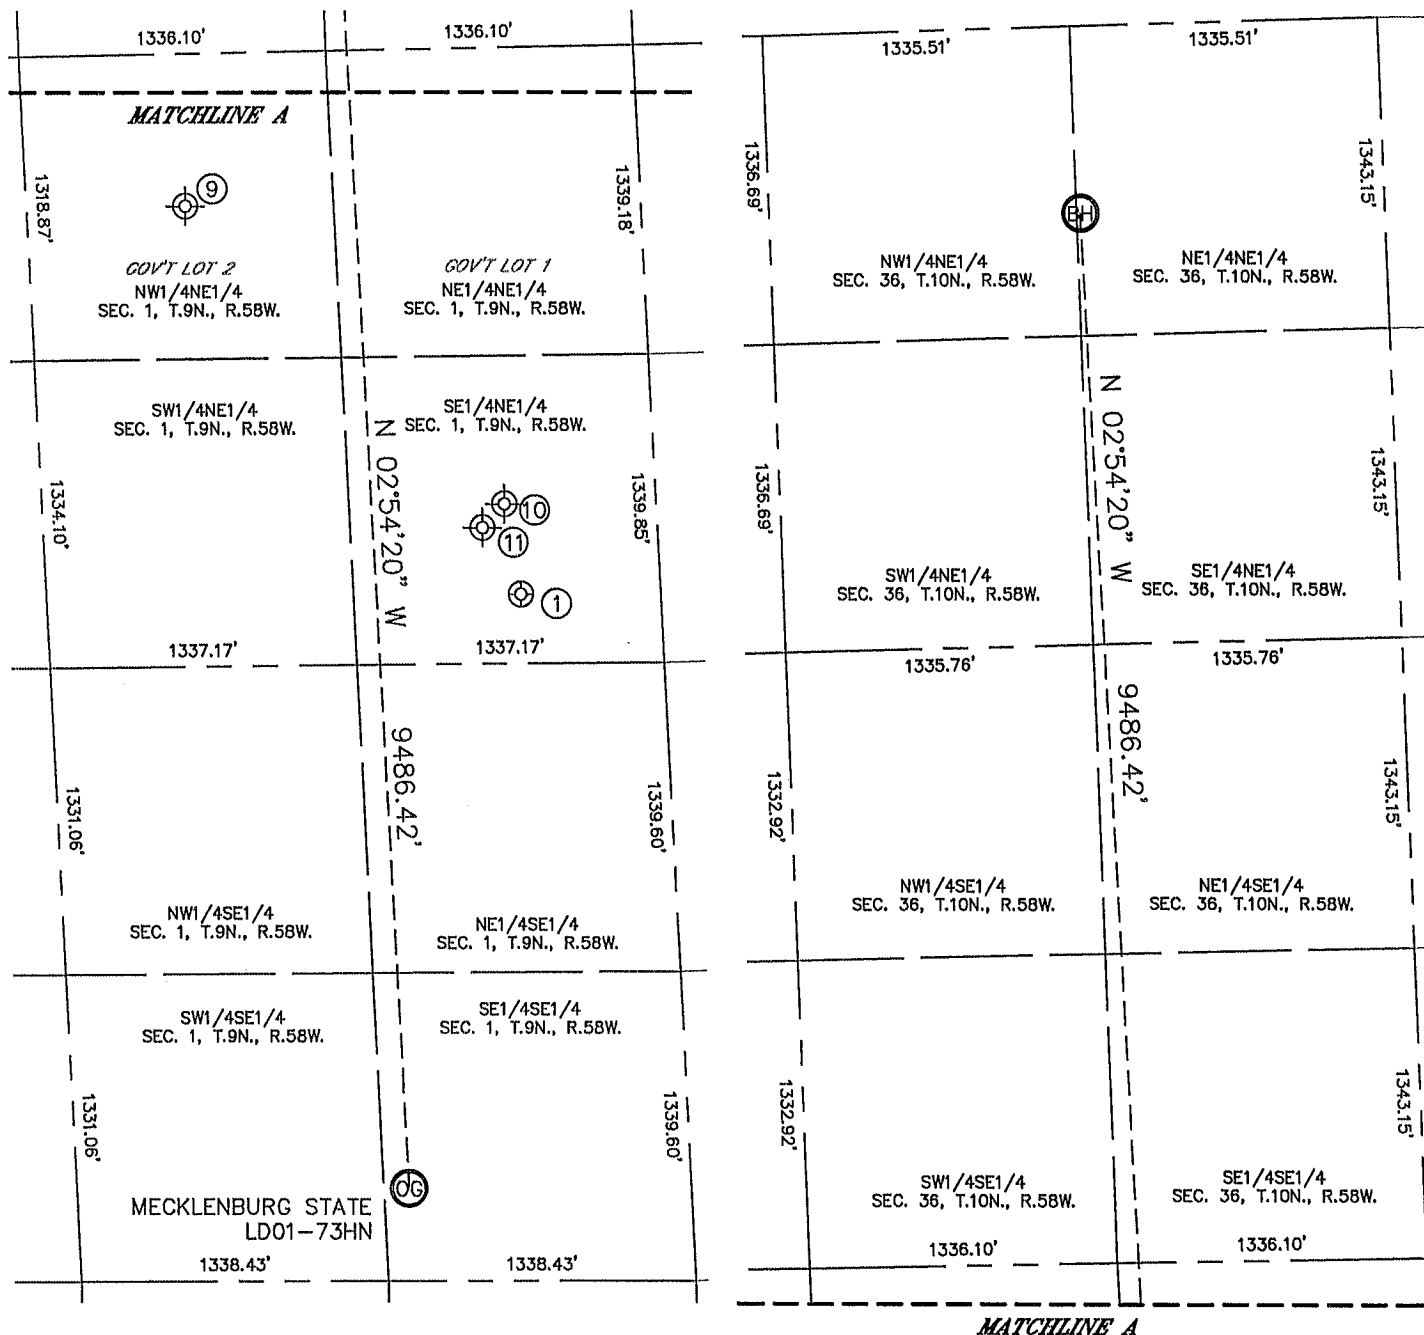 1336.10'
1336.10'
MATCHLINE A
1318.87'
9
1339.18'
GOV'T LOT 2
NW1/4NE1/4
SEC. 1, T.9N., R.58W.
GOV'T LOT 1
NE1/4NE1/4
SEC. 1, T.9N., R.58W.
SW1/4NE1/4
SEC. 1, T.9N., R.58W.
SE1/4NE1/4
SEC. 1, T.9N., R.58W.
N 02°54'20" W
1334.10'
10
11
1
1339.85'
1337.17'
1337.17'
9486.42'
1331.06'
1339.60'
NW1/4SE1/4
SEC. 1, T.9N., R.58W.
NE1/4SE1/4
SEC. 1, T.9N., R.58W.
SW1/4SE1/4
SEC. 1, T.9N., R.58W.
SE1/4SE1/4
SEC. 1, T.9N., R.58W.
1331.06'
1339.60'
OG
MECKLENBURG STATE
LD01-73HN
1338.43'
1338.43'
1335.51'
1335.51'
1336.69'
1343.15'
BH
NW1/4NE1/4
SEC. 36, T.10N., R.58W.
NE1/4NE1/4
SEC. 36, T.10N., R.58W.
N 02°54'20" W
1336.69'
1343.15'
SW1/4NE1/4
SEC. 36, T.10N., R.58W.
SE1/4NE1/4
SEC. 36, T.10N., R.58W.
1335.76'
1335.76'
9486.42'
1332.92'
1343.15'
NW1/4SE1/4
SEC. 36, T.10N., R.58W.
NE1/4SE1/4
SEC. 36, T.10N., R.58W.
1332.92'
1343.15'
SW1/4SE1/4
SEC. 36, T.10N., R.58W.
SE1/4SE1/4
SEC. 36, T.10N., R.58W.
1336.10'
1336.10'
MATCHLINE A